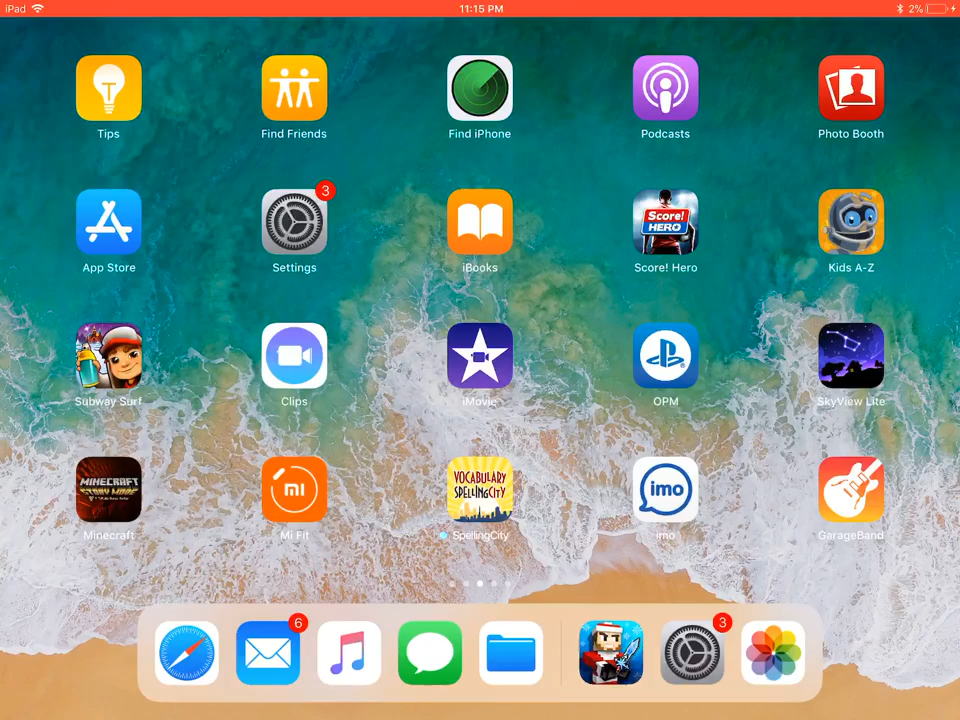 iPad 11:15 PM 2%
Tips Find Friends Find iPhone Podcasts Photo Booth
3
Score!
HERO
App Store Settings iBooks Score! Hero Kids A-Z
Subway Surf Clips iMovie OPM SkyView Lite
MINECRAFT
STORY MODE
MI
VOCABULARY
SPELLINGCITY
imo
Minecraft Mi Fit SpellingCity imo GarageBand
6 3